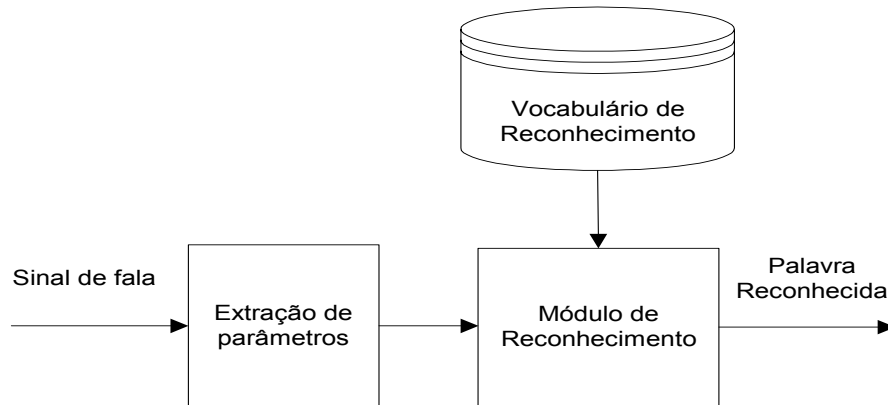 Vocabulário de
Reconhecimento
Sinal de fala
Extração de
parâmetros
Módulo de
Reconhecimento
Palavra
Reconhecida